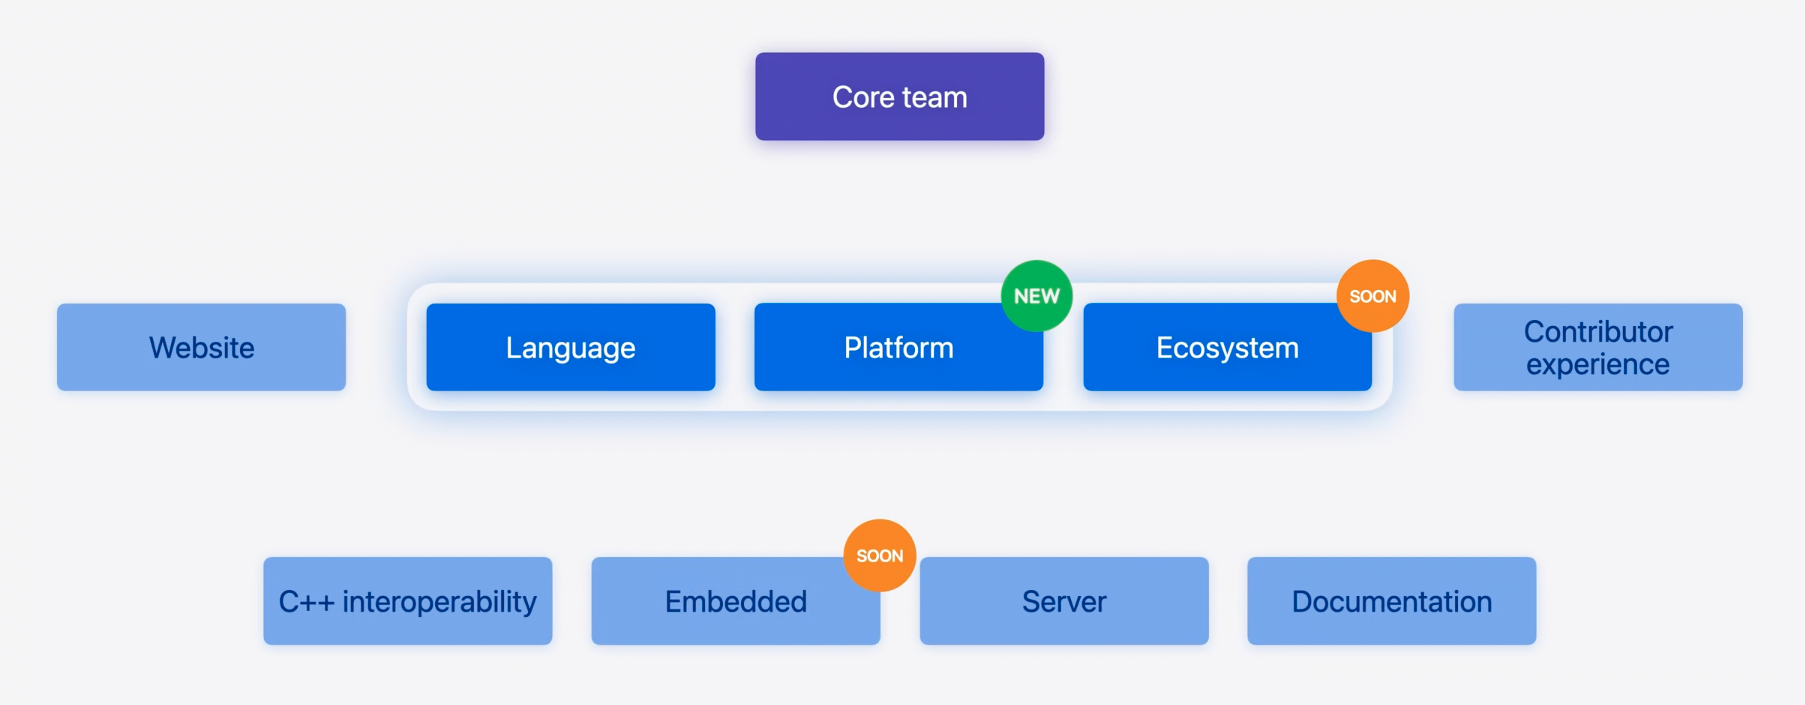 Core team
NEW
SOON
Website
Language
Platform
Ecosystem
Contributor
experience
SOON
C++ interoperability
Embedded
Server
Documentation